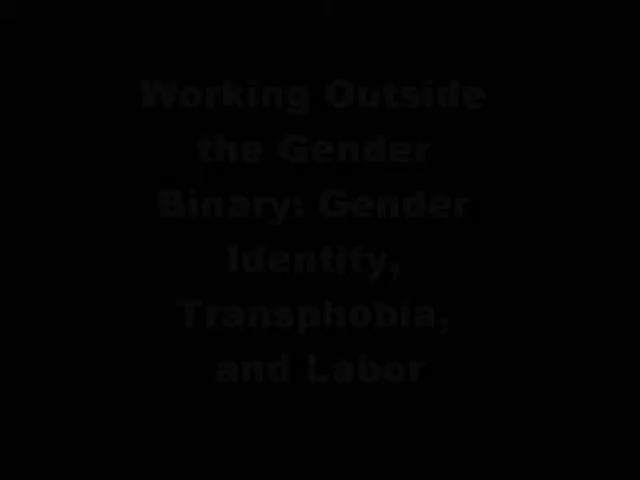 Working Outside
the Gender
Binary: Gender
Identity,
Transphobia,
and Labor